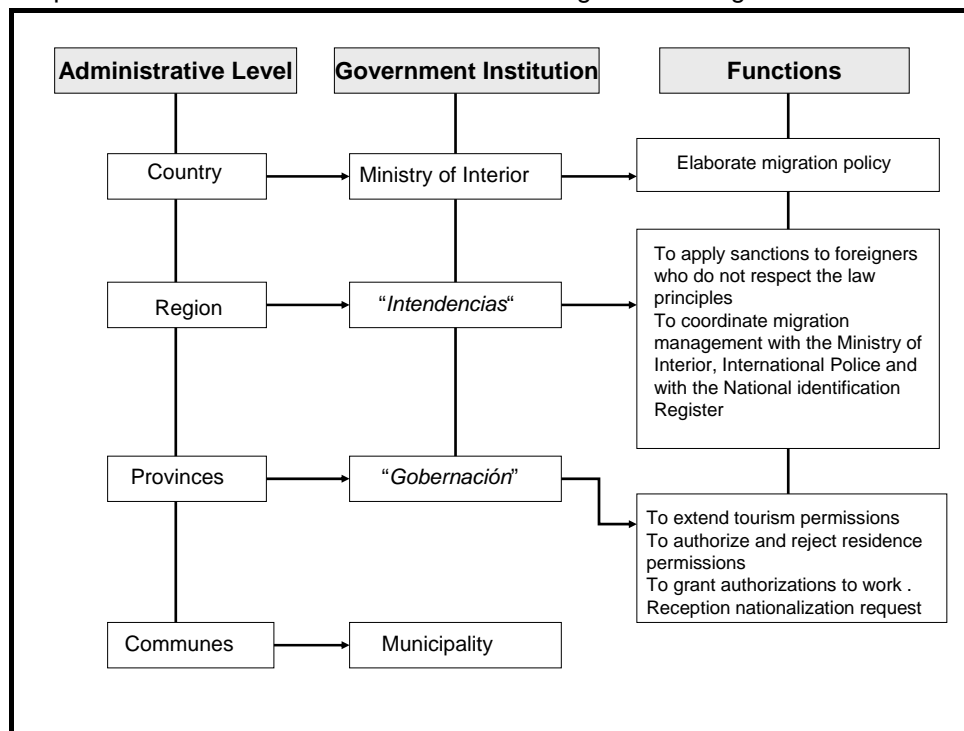 Administrative Level
Government Institution
Functions
Country
Ministry of Interior
Elaborate migration policy
Region
“Intendencias“
To apply sanctions to foreigners
who do not respect the law
principles
To coordinate migration
management with the Ministry of
Interior, International Police and
with the National identification
Register
Provinces
“Gobernación”
To extend tourism permissions
To authorize and reject residence
permissions
To grant authorizations to work .
Reception nationalization request
Communes
Municipality